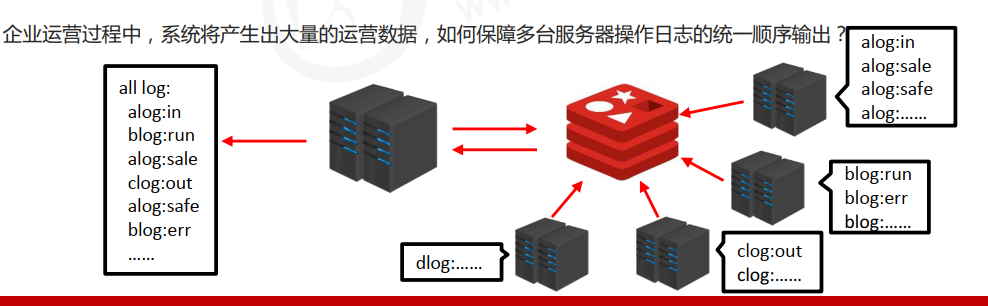 企业运营过程中，系统将产生出大量的运营数据，如何保障多台服务器操作日志的统一顺序输出？
all log:
alog:in
blog:run
alog:sale
clog:out
alog:safe
blog:err
……
alog:in
alog:sale
alog:safe
alog:……
blog:run
blog:err
blog:……
clog:out
clog:……
dlog:……